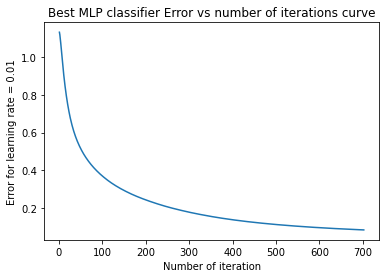 Best MLP classifier Error vs number of iterations curve
Error for learning rate = 0.01
1.0
0.8
0.6
0.4
0.2
0 100 200 300 400 500 600 700
Number of iteration